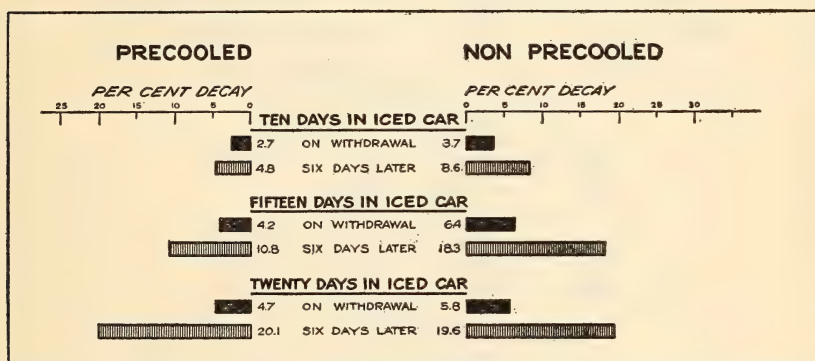 PRECOOLED NON PRECOOLED
PER CENT DECAY PER CENT DECAY
25 20 15 10 5 0 0 5 10 15 20 25 30
TEN DAYS IN ICED CAR
2.7 ON WITHDRAWAL 3.7
4.8 SIX DAYS LATER 8.6
FIFTEEN DAYS IN ICED CAR
4.2 ON WITHDRAWAL 6.4
10.8 SIX DAYS LATER 18.3
TWENTY DAYS IN ICED CAR
4.7 ON WITHDRAWAL 5.8
20.1 SIX DAYS LATER 19.6